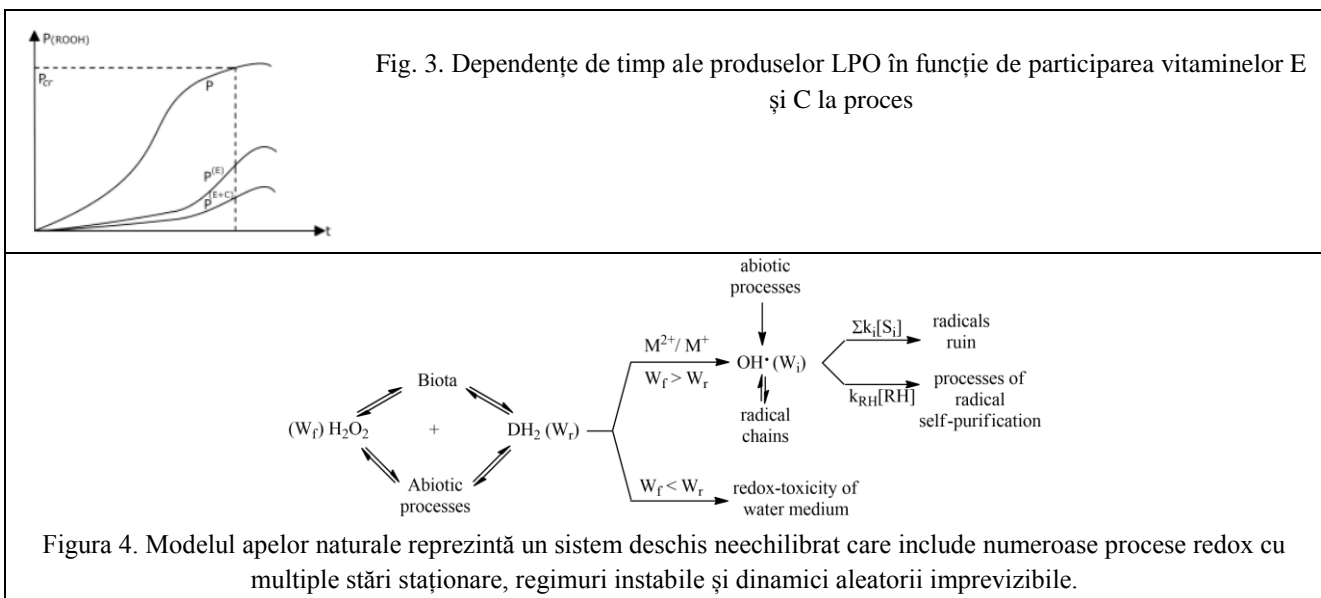 P(ROOH)
Pcr
P
P(E)
P(E+C)
t
Fig. 3. Dependențe de timp ale produselor LPO în funcție de participarea vitaminelor E
și C la proces
abiotic
processes
M²⁺/ M⁺
Wf > Wr
OH• (Wi)
Σki[Si]
radicals
ruin
kRH[RH]
processes of
radical
self-purification
radical
chains
Biota
(Wf) H₂O₂ + DH₂ (Wr)
Abiotic
processes
Wf < Wr
redox-toxicity of
water medium
Figura 4. Modelul apelor naturale reprezintă un sistem deschis neechilibrat care include numeroase procese redox cu
multiple stări staționare, regimuri instabile și dinamici aleatorii imprevizibile.